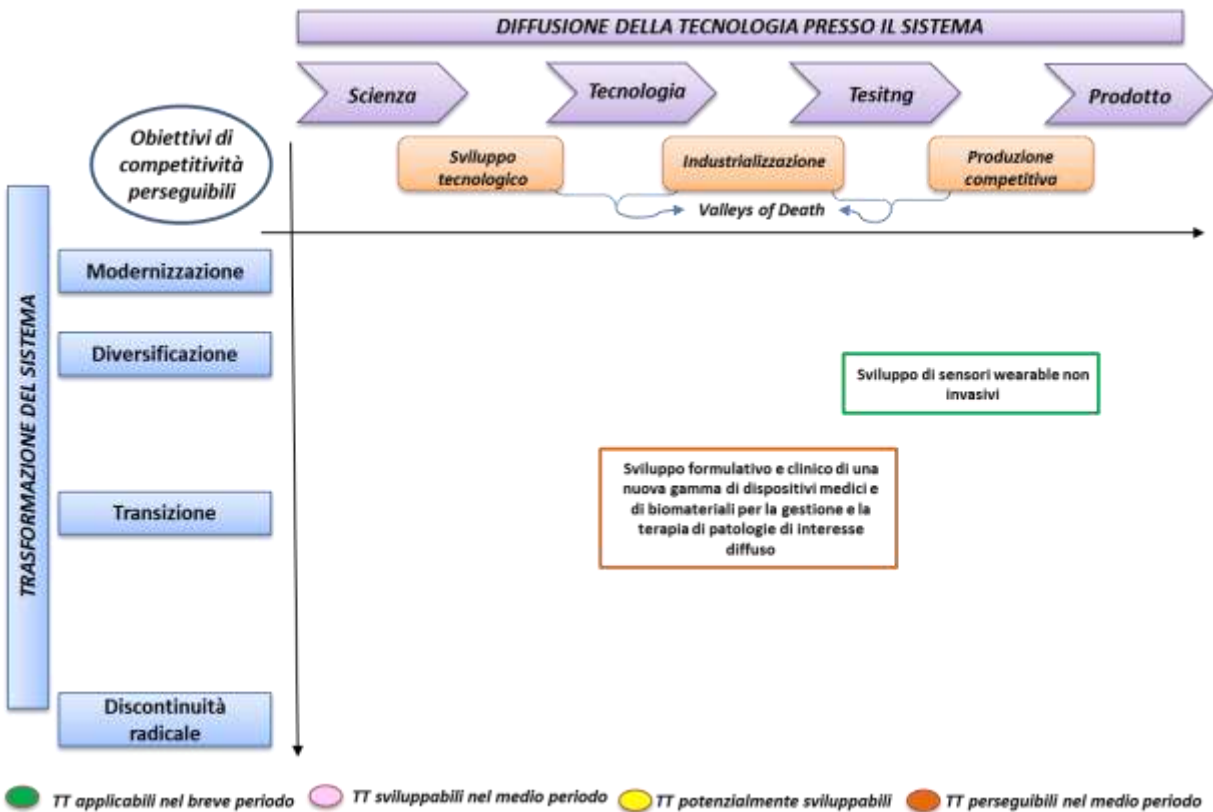 DIFFUSIONE DELLA TECNOLOGIA PRESSO IL SISTEMA
Scienza
Tecnologia
Tesitng
Prodotto
Obiettivi di
competitività
perseguibili
Sviluppo
tecnologico
Industrializzazione
Produzione
competitiva
Valleys of Death
TRASFORMAZIONE DEL SISTEMA
Modernizzazione
Diversificazione
Sviluppo di sensori wearable non
invasivi
Transizione
Sviluppo formulativo e clinico di una
nuova gamma di dispositivi medici e
di biomateriali per la gestione e la
terapia di patologie di interesse
diffuso
Discontinuità
radicale
TT applicabili nel breve periodo
TT sviluppabili nel medio periodo
TT potenzialmente sviluppabili
TT perseguibili nel medio periodo